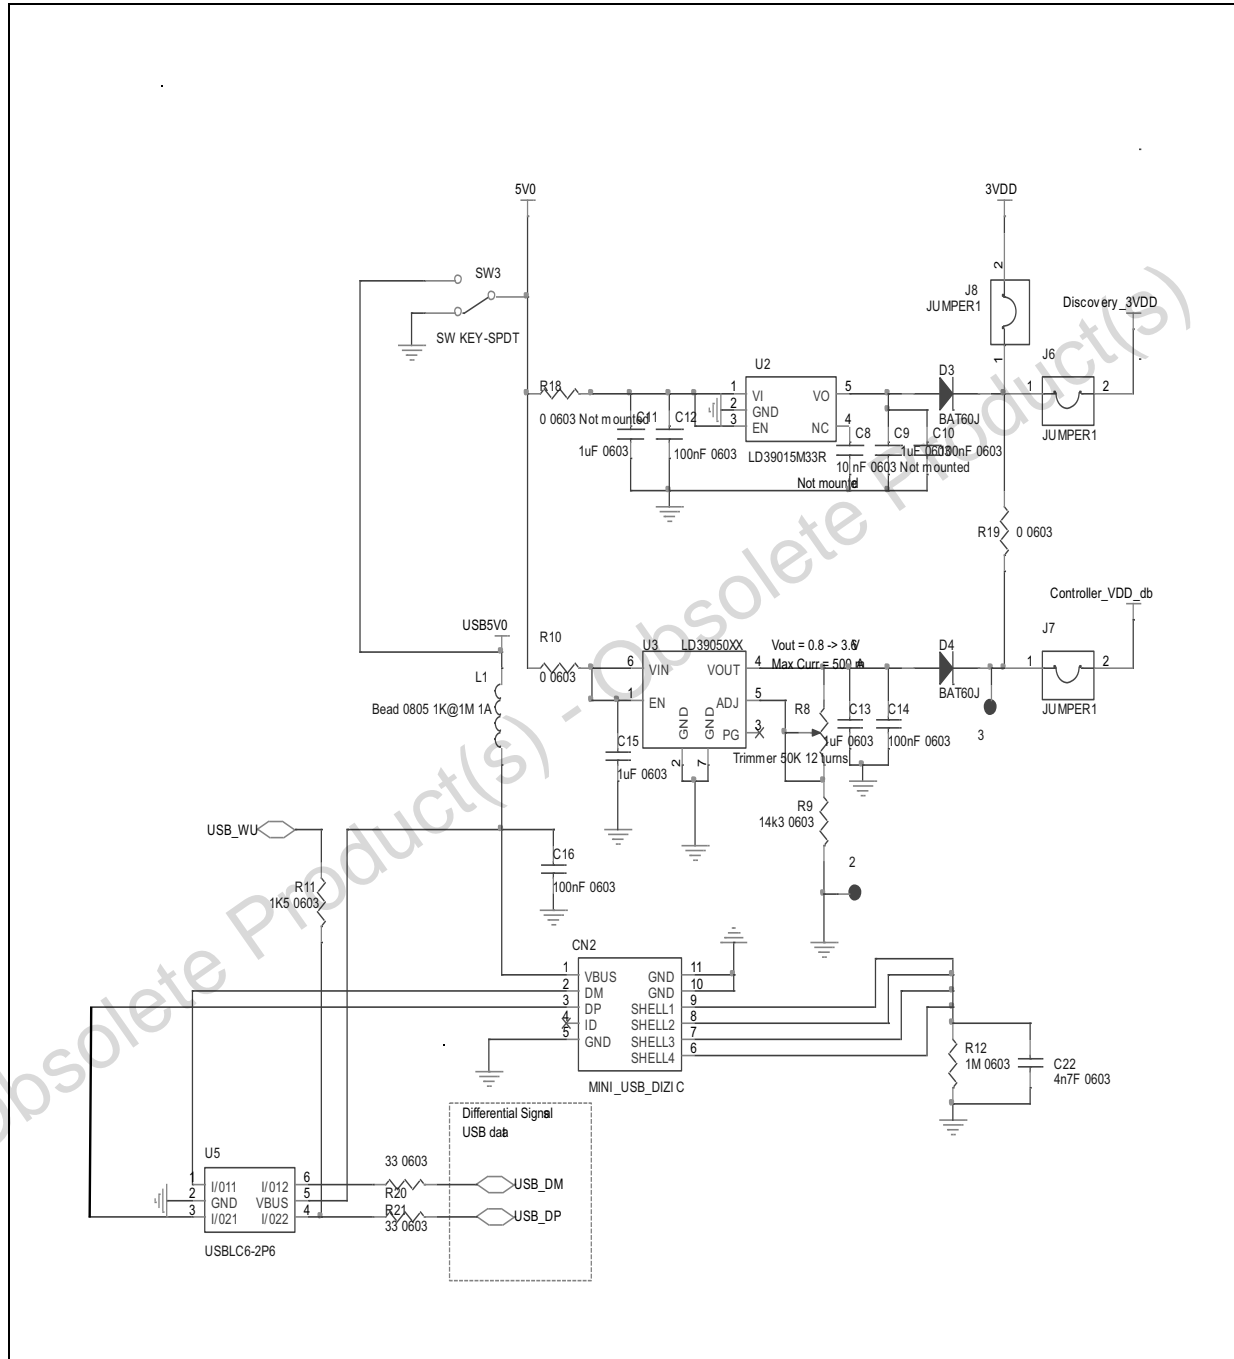 5V0
3VDD
SW3
SW KEY-SPDT
2
J8
JUMPER1
1
Discovery_3VDD
J6
1
2
JUMPER1
R18
0 0603 Not mounted
C11
1uF 0603
C12
100nF 0603
U2
1
VI
VO
5
2
GND
3
EN
NC
4
LD39015M33R
C8
10 nF 0603
Not mounted
C9
1uF 0603
Not mounted
C10
100nF 0603
D3
BAT60J
R19
0 0603
Controller_VDD_db
J7
1
2
JUMPER1
USB5V0
L1
Bead 0805 1K@1M 1A
R10
0 0603
U3
LD39050XX
6
VIN
VOUT
4
1
EN
ADJ
5
GND
GND
PG
3
2
7
Vout = 0.8 -> 3.6V
Max Curr = 500 mA
D4
BAT60J
3
C15
1uF 0603
R8
Trimmer 50K 12 turns
C13
1uF 0603
C14
100nF 0603
R9
14k3 0603
2
USB_WU
R11
1K5 0603
C16
100nF 0603
CN2
1
VBUS
GND
11
2
DM
GND
10
3
DP
SHELL1
9
4
ID
SHELL2
8
5
GND
SHELL3
7
SHELL4
6
MINI_USB_DIZIC
R12
1M 0603
C22
4n7F 0603
Differential Signals
USB data
U5
1
I/011
I/012
6
2
GND
VBUS
5
3
I/021
I/022
4
USBLC6-2P6
33 0603
R20
R21
33 0603
USB_DM
USB_DP
Obsolete Product(s) - Obsolete Product(s)